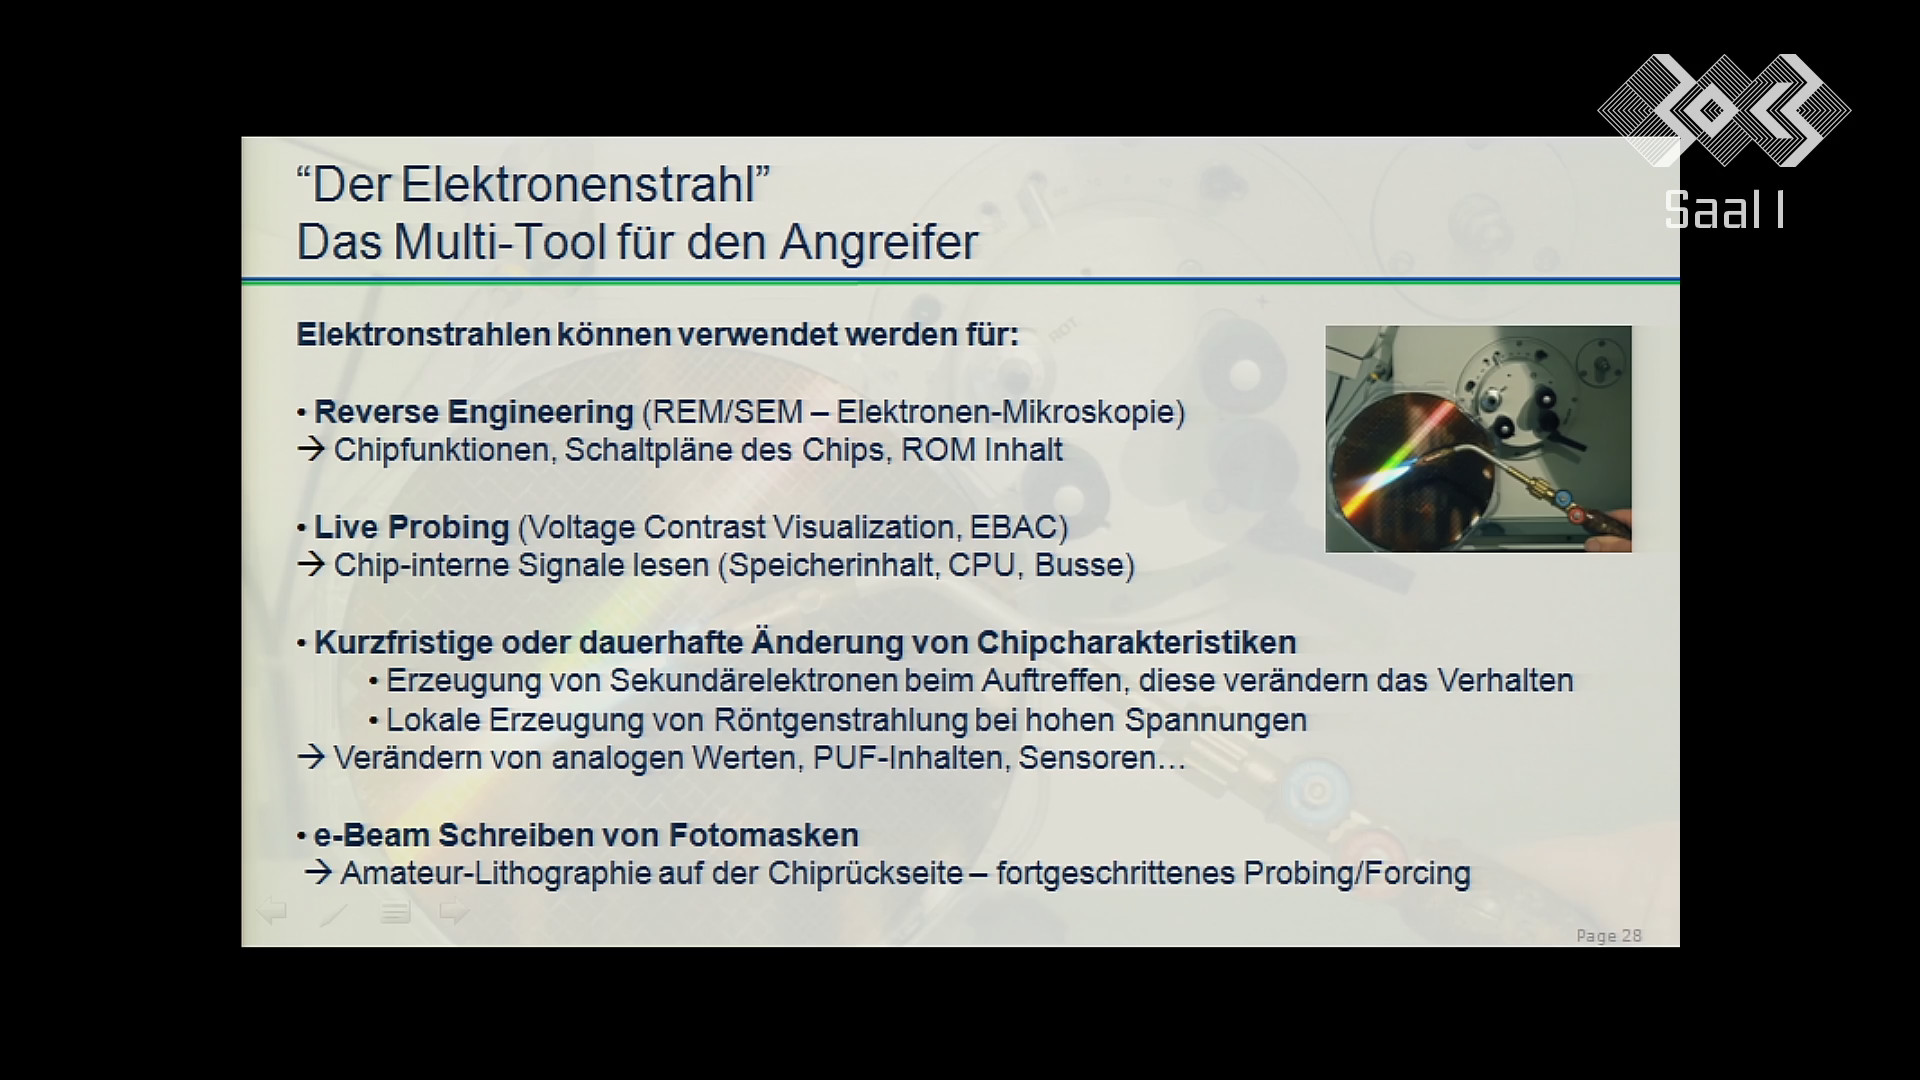 “Der Elektronenstrahl”
Das Multi-Tool für den Angreifer
Saal 1
Elektronstrahlen können verwendet werden für:
• Reverse Engineering (REM/SEM – Elektronen-Mikroskopie)
→ Chipfunktionen, Schaltpläne des Chips, ROM Inhalt
• Live Probing (Voltage Contrast Visualization, EBAC)
→ Chip-interne Signale lesen (Speicherinhalt, CPU, Busse)
• Kurzfristige oder dauerhafte Änderung von Chipcharakteristiken
• Erzeugung von Sekundärelektronen beim Auftreffen, diese verändern das Verhalten
• Lokale Erzeugung von Röntgenstrahlung bei hohen Spannungen
→ Verändern von analogen Werten, PUF-Inhalten, Sensoren…
• e-Beam Schreiben von Fotomasken
→ Amateur-Lithographie auf der Chiprückseite – fortgeschrittenes Probing/Forcing
Page 28